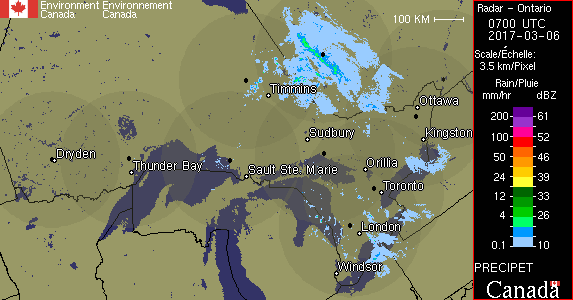 Environment Environnement
Canada Canada
100 KM
Radar - Ontario
0700 UTC
2017-03-06
Scale/Échelle:
3.5 km/Pixel
Rain/Pluie
mm/hr dBZ
200 61
100 52
50 46
24 39
12 33
4 26
0.1 10
PRECIPET
Canada
Timmins
Ottawa
Sudbury
Kingston
Dryden
Thunder Bay
Sault Ste. Marie
Orillia
Toronto
London
Windsor